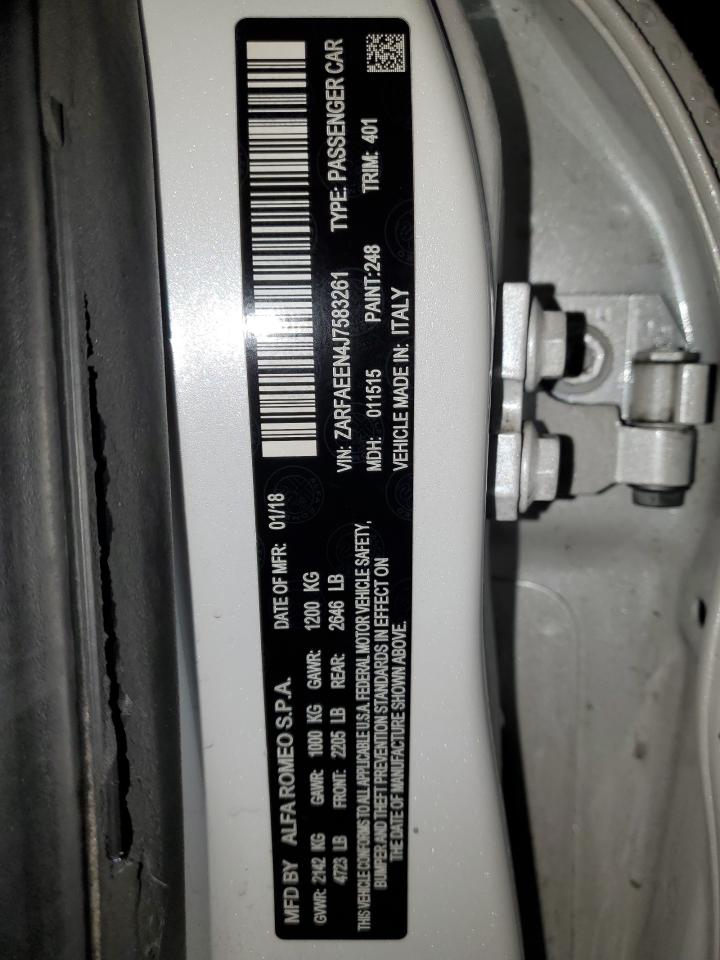 MFD BY ALFA ROMEO S.P.A. DATE OF MFR: 01/18
GVWR: 2142 KG GAWR: 1000 KG GAWR: 1200 KG
4723 LB FRONT: 2205 LB REAR: 2646 LB
THIS VEHICLE CONFORMS TO ALL APPLICABLE U.S.A. FEDERAL MOTOR VEHICLE SAFETY,
BUMPER AND THEFT PREVENTION STANDARDS IN EFFECT ON
THE DATE OF MANUFACTURE SHOWN ABOVE.
VIN: ZARFAEEN4J7583261 TYPE: PASSENGER CAR
MDH: 011515 PAINT:248 TRIM: 401
VEHICLE MADE IN: ITALY